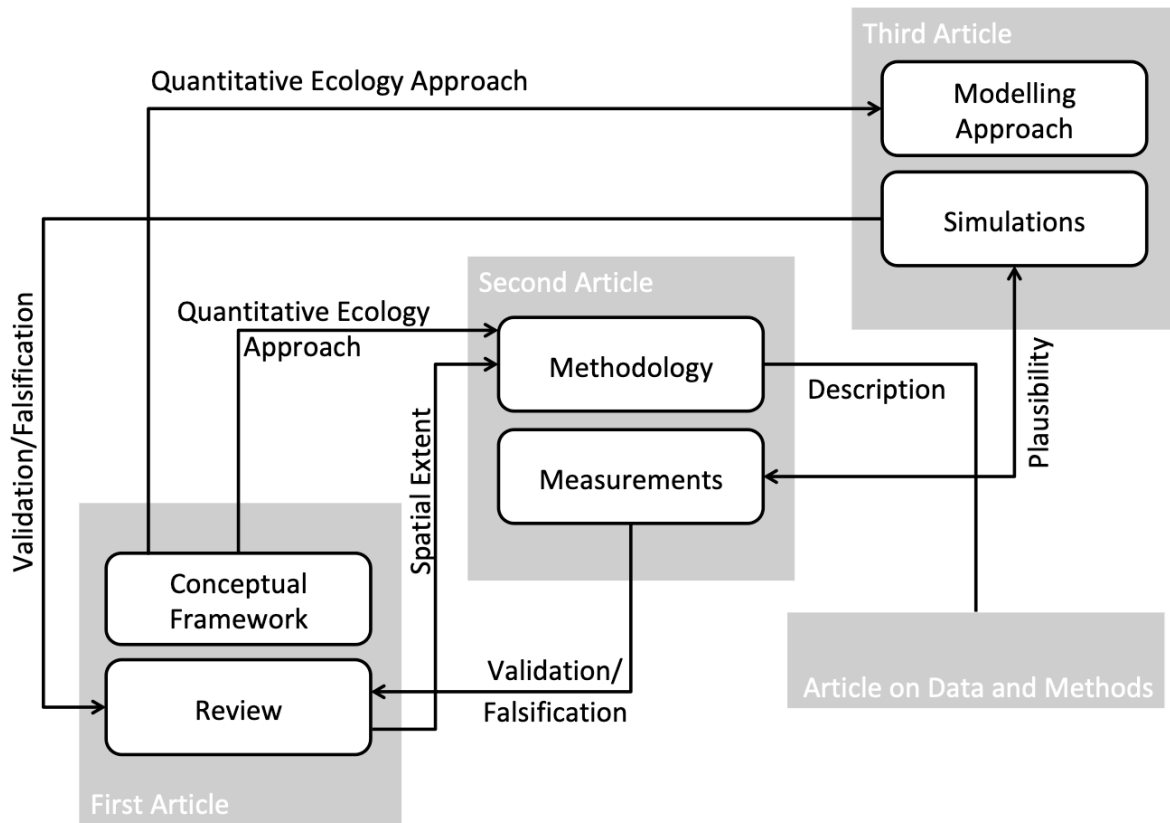 Third Article
Quantitative Ecology Approach
Modelling
Approach
Simulations
Second Article
Quantitative Ecology
Approach
Methodology
Description
Plausibility
Validation/Falsification
Spatial Extent
Measurements
Conceptual
Framework
Validation/
Falsification
Review
Article on Data and Methods
First Article